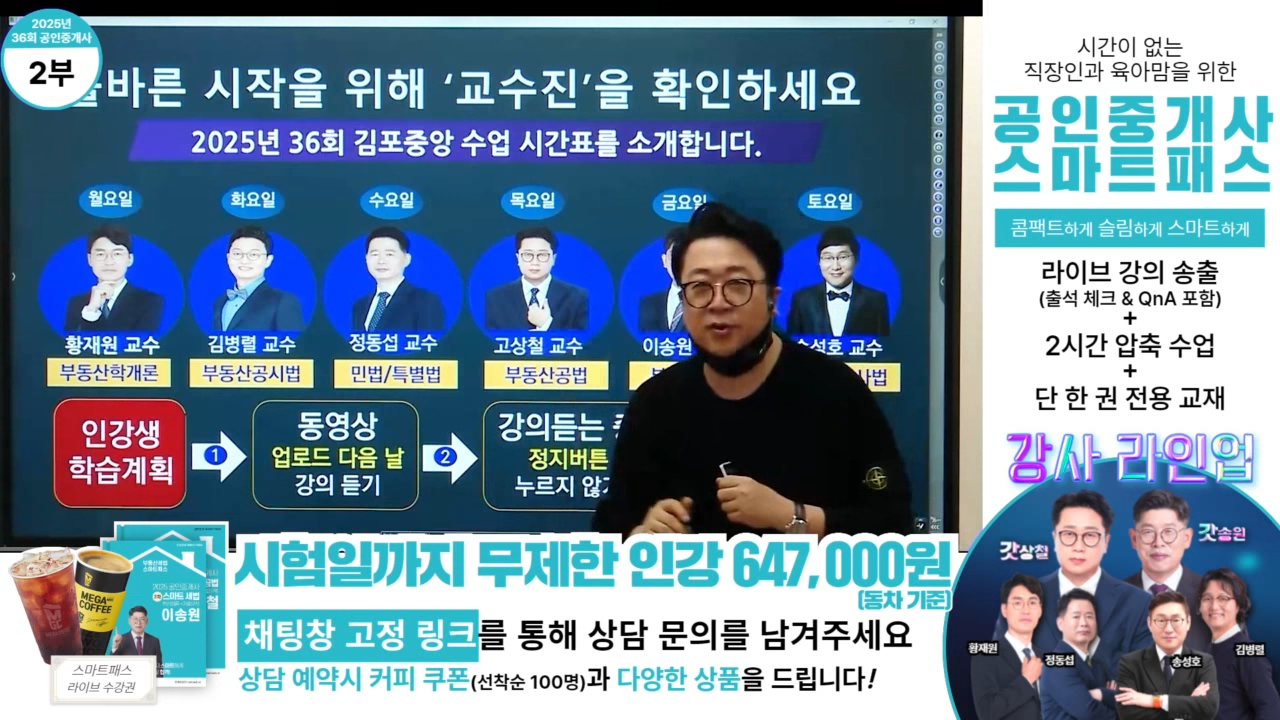 2025년
36회 공인중개사
2부
바른 시작을 위해 ‘교수진’을 확인하세요
2025년 36회 김포중앙 수업 시간표를 소개합니다.
월요일
화요일
수요일
목요일
금요일
토요일
황재원 교수
김병렬 교수
정동섭 교수
고상철 교수
이송원
교수
부동산학개론
부동산공시법
민법/특별법
부동산공법
사법
인강생
학습계획
1
동영상
업로드 다음 날
강의 듣기
2
강의듣는
정지버튼
누르지
시간이 없는
직장인과 육아맘을 위한
공인중개사
스마트패스
콤팩트하게 슬림하게 스마트하게
라이브 강의 송출
(출석 체크 & QnA 포함)
+
2시간 압축 수업
+
단 한 권 전용 교재
강사 라인업
갓상철
갓송원
황재원
정동섭
송성호
김병렬
MEGA
COFFEE
스마트 세법
이송원
스마트패스
라이브 수강권
시험일까지 무제한 인강 647,000원
(동차 기준)
채팅창 고정 링크를 통해 상담 문의를 남겨주세요
상담 예약시 커피 쿠폰(선착순 100명)과 다양한 상품을 드립니다!